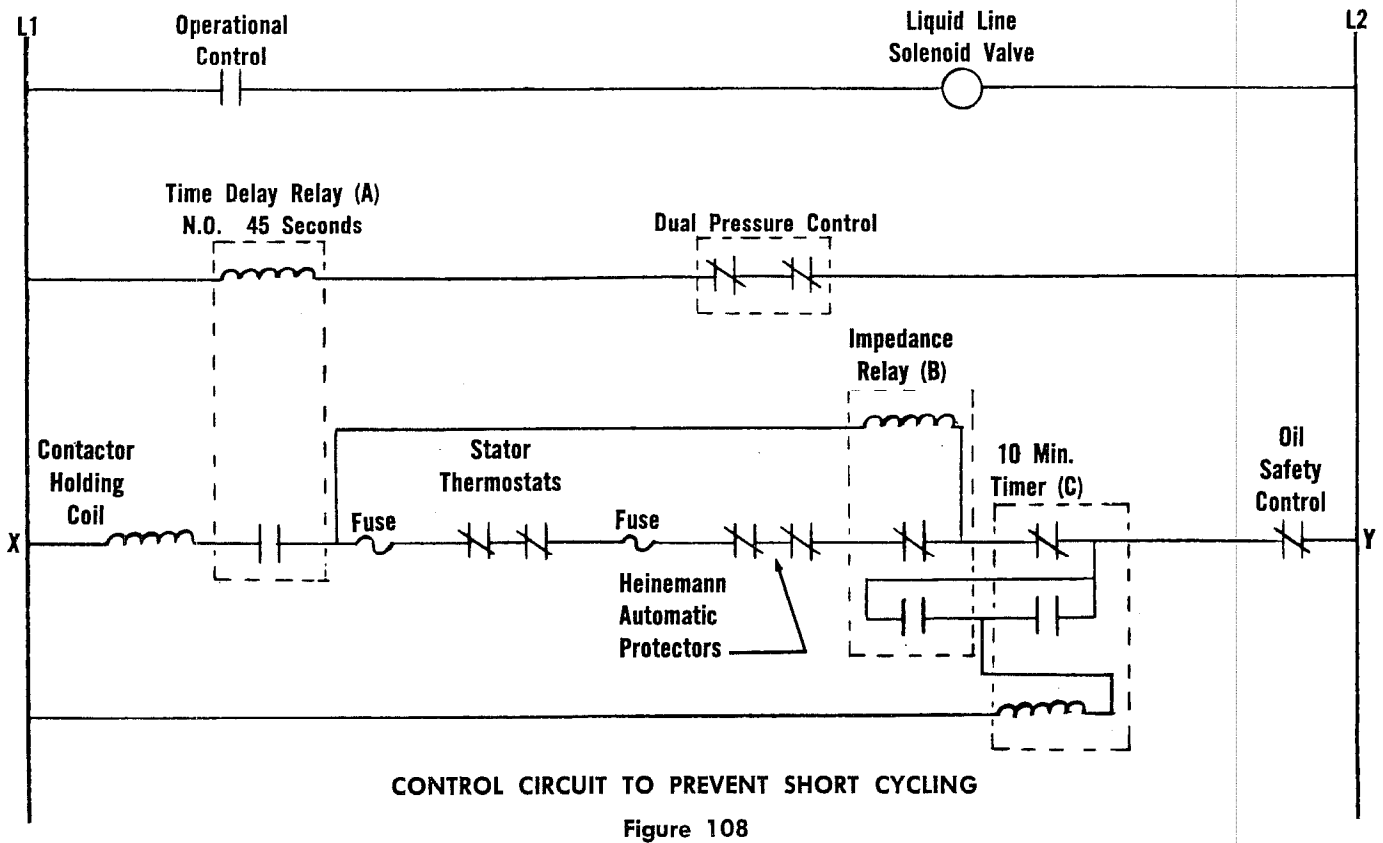 L1
Operational
Control
Liquid Line
Solenoid Valve
L2
Time Delay Relay (A)
N.O. 45 Seconds
Dual Pressure Control
Impedance
Relay (B)
Contactor
Holding
Coil
Stator
Thermostats
10 Min.
Timer (C)
Oil
Safety
Control
X
Fuse
Fuse
Y
Heinemann
Automatic
Protectors
CONTROL CIRCUIT TO PREVENT SHORT CYCLING
Figure 108